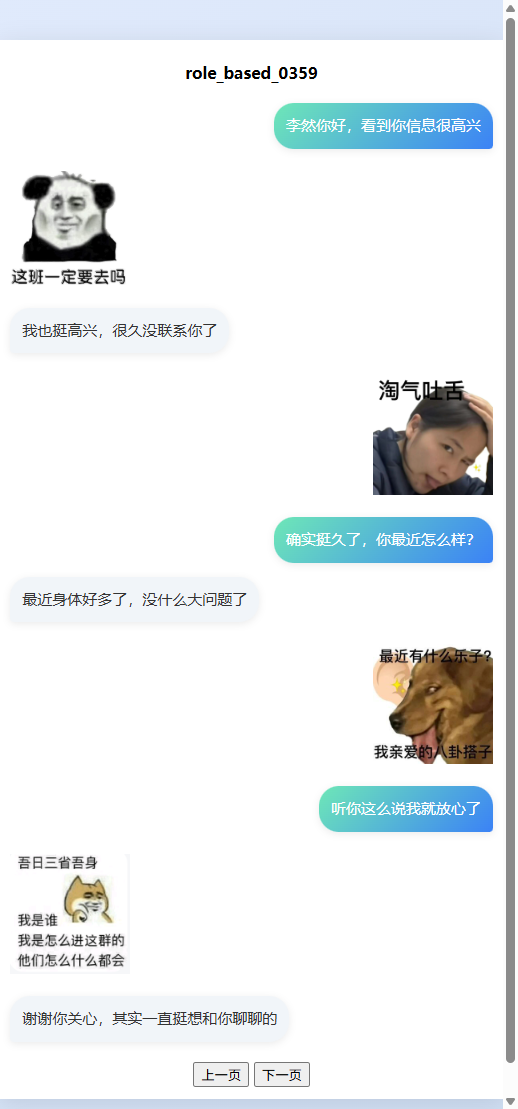 role_based_0359
李然你好，看到你信息很高兴
这班一定要去吗
我也挺高兴，很久没联系你了
淘气吐舌
确实挺久了，你最近怎么样？
最近身体好多了，没什么大问题了
最近有什么乐子?
我亲爱的八卦搭子
听你这么说我就放心了
吾日三省吾身
我是谁
我是怎么进这群的
他们怎么什么都会
谢谢你关心，其实一直挺想和你聊聊的
上一页 下一页